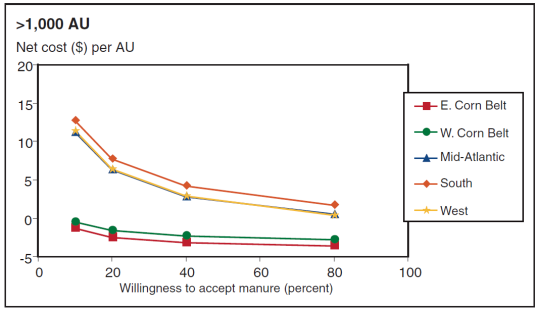 >1,000 AU
Net cost ($) per AU
20
15
10
5
0
-5
0 20 40 60 80 100
Willingness to accept manure (percent)
E. Corn Belt
W. Corn Belt
Mid-Atlantic
South
West